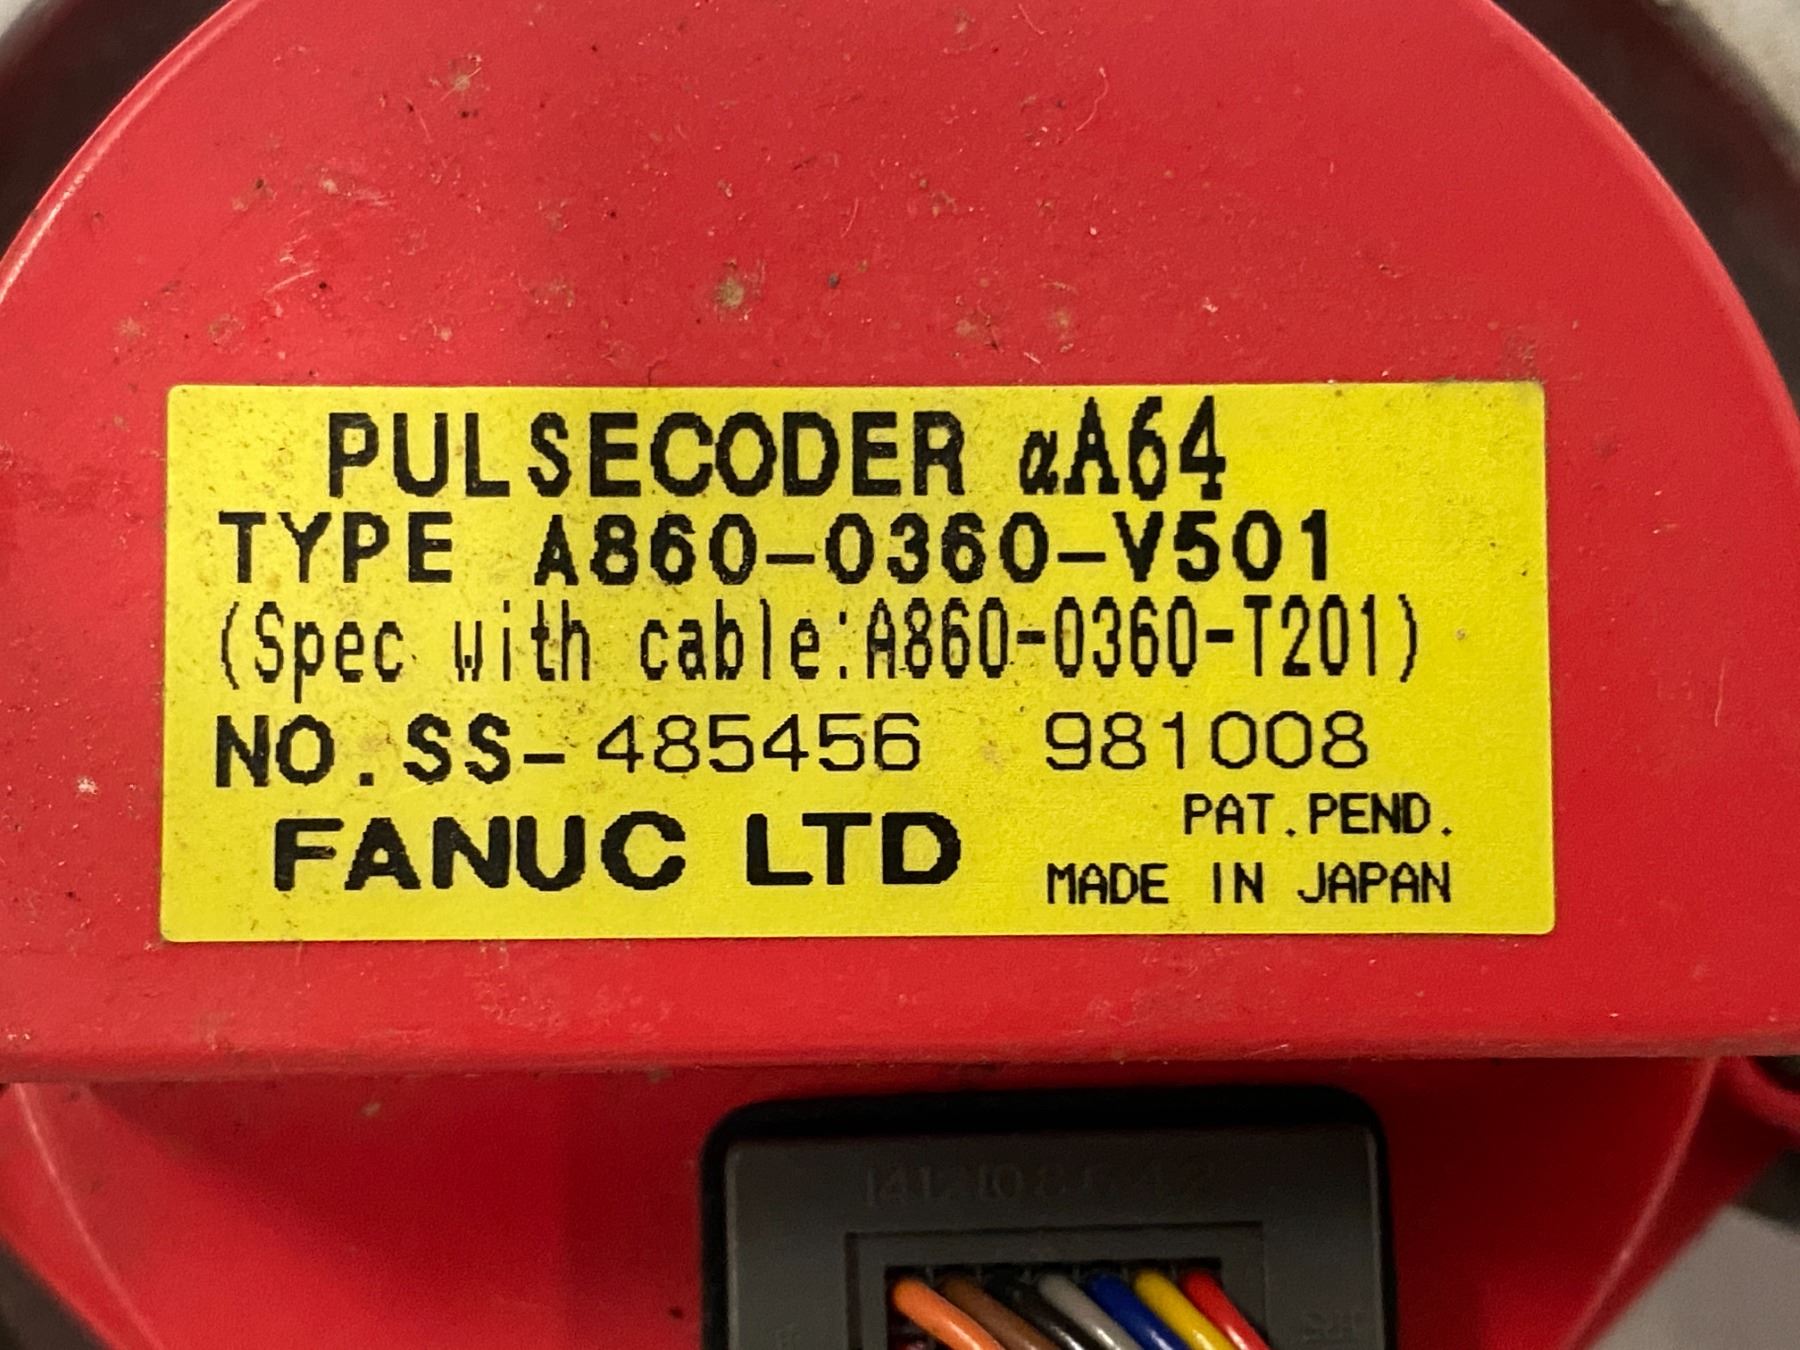 PULSECODER αA64
TYPE A860-0360-V501
(Spec with cable:A860-0360-T201)
NO.SS-485456 981008
FANUC LTD
PAT.PEND.
MADE IN JAPAN